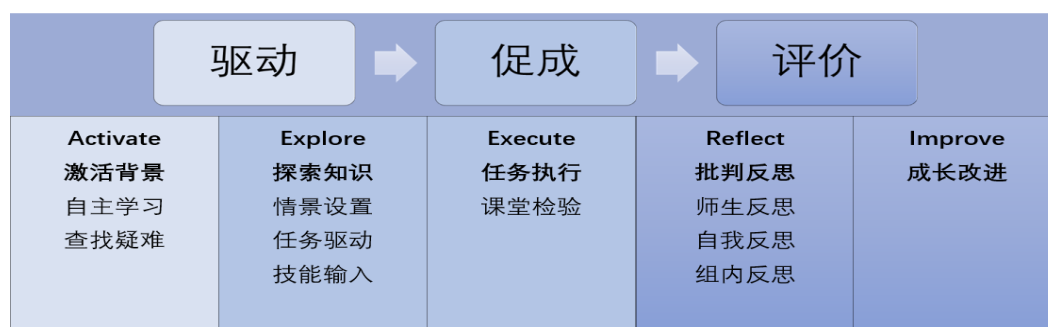 驱动
促成
评价
Activate
激活背景
自主学习
查找疑难
Explore
探索知识
情景设置
任务驱动
技能输入
Execute
任务执行
课堂检验
Reflect
批判反思
师生反思
自我反思
组内反思
Improve
成长改进